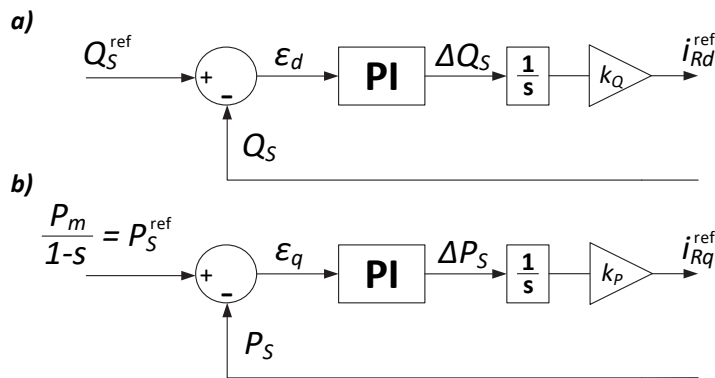 a)
Q_S^ref
+
-
ε_d
PI
ΔQ_S
1/s
k_Q
i_Rd^ref
Q_S
b)
P_m/1-s = P_S^ref
+
-
ε_q
PI
ΔP_S
1/s
k_P
i_Rq^ref
P_S